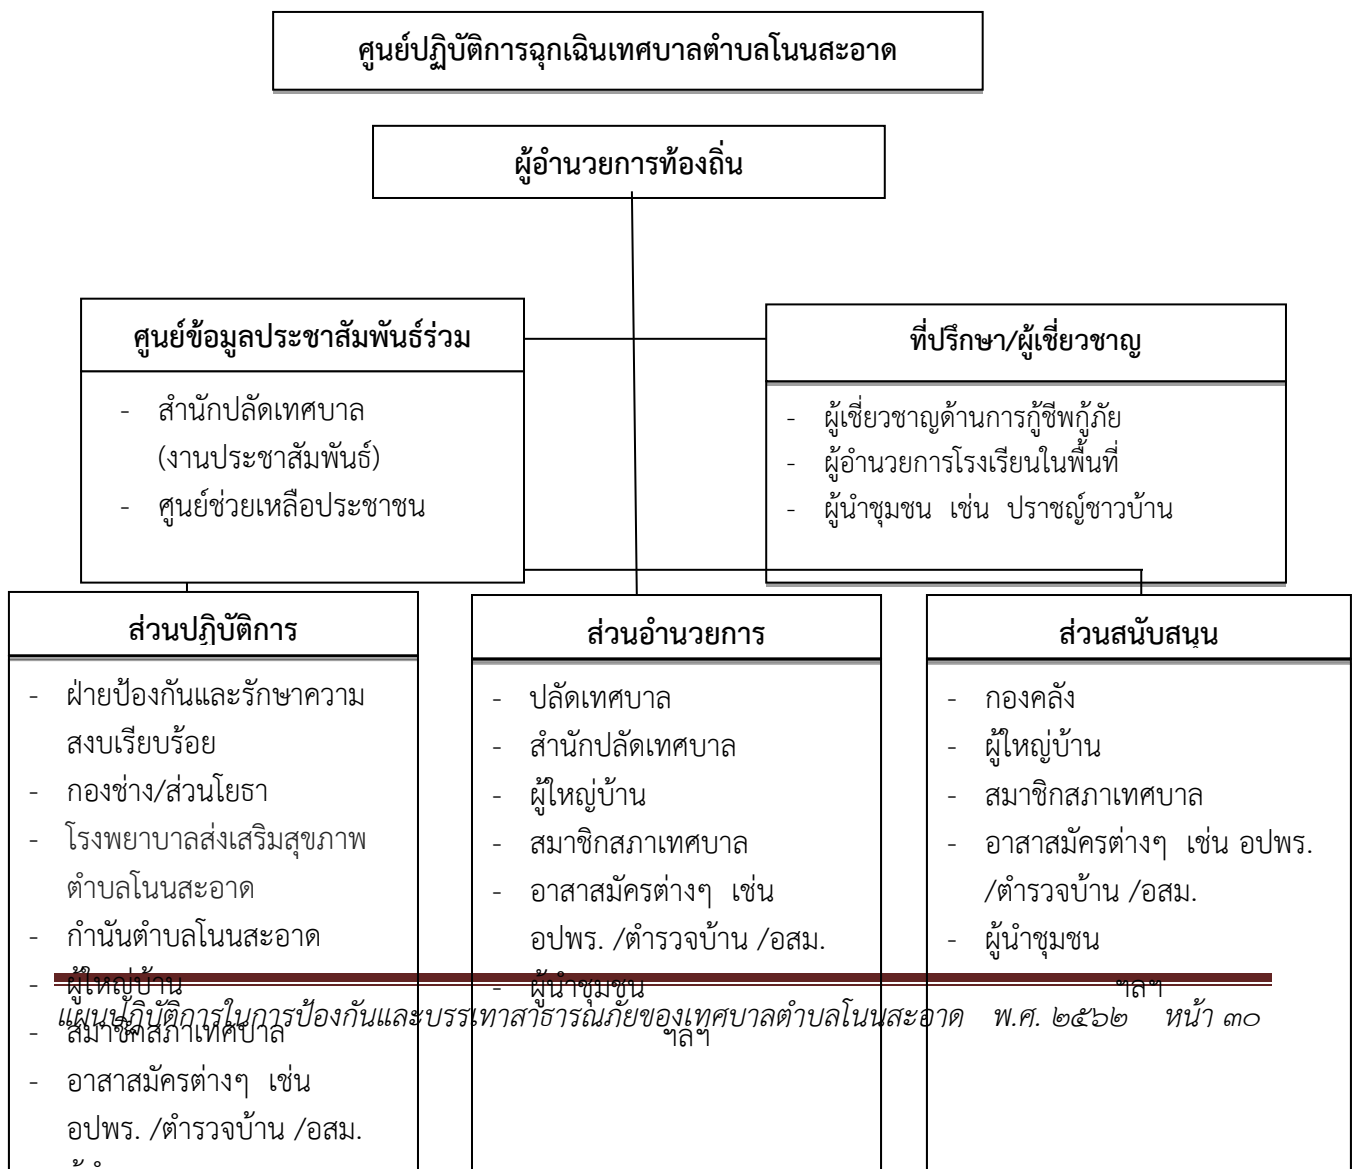 ศูนย์ปฏิบัติการฉุกเฉินเทศบาลตำบลโนนสะอาด
ผู้อำนวยการท้องถิ่น
ศูนย์ข้อมูลประชาสัมพันธ์ร่วม
- สำนักปลัดเทศบาล
(งานประชาสัมพันธ์)
- ศูนย์ช่วยเหลือประชาชน
ที่ปรึกษา/ผู้เชี่ยวชาญ
- ผู้เชี่ยวชาญด้านการกู้ชีพกู้ภัย
- ผู้อำนวยการโรงเรียนในพื้นที่
- ผู้นำชุมชน เช่น ปราชญ์ชาวบ้าน
ส่วนปฏิบัติการ
- ฝ่ายป้องกันและรักษาความ
สงบเรียบร้อย
- กองช่าง/ส่วนโยธา
- โรงพยาบาลส่งเสริมสุขภาพ
ตำบลโนนสะอาด
- กำนันตำบลโนนสะอาด
- ผู้ใหญ่บ้าน
- สมาชิกสภาเทศบาล
- อาสาสมัครต่างๆ เช่น
อปพร. /ตำรวจบ้าน /อสม.
ส่วนอำนวยการ
- ปลัดเทศบาล
- สำนักปลัดเทศบาล
- ผู้ใหญ่บ้าน
- สมาชิกสภาเทศบาล
- อาสาสมัครต่างๆ เช่น
อปพร. /ตำรวจบ้าน /อสม.
- ผู้นำชุมชน
ฯลฯ
ส่วนสนับสนุน
- กองคลัง
- ผู้ใหญ่บ้าน
- สมาชิกสภาเทศบาล
- อาสาสมัครต่างๆ เช่น อปพร.
/ตำรวจบ้าน /อสม.
- ผู้นำชุมชน
ฯลฯ
แผนปฏิบัติการในการป้องกันและบรรเทาสาธารณภัยของเทศบาลตำบลโนนสะอาด พ.ศ. ๒๕๖๒ หน้า ๓๐